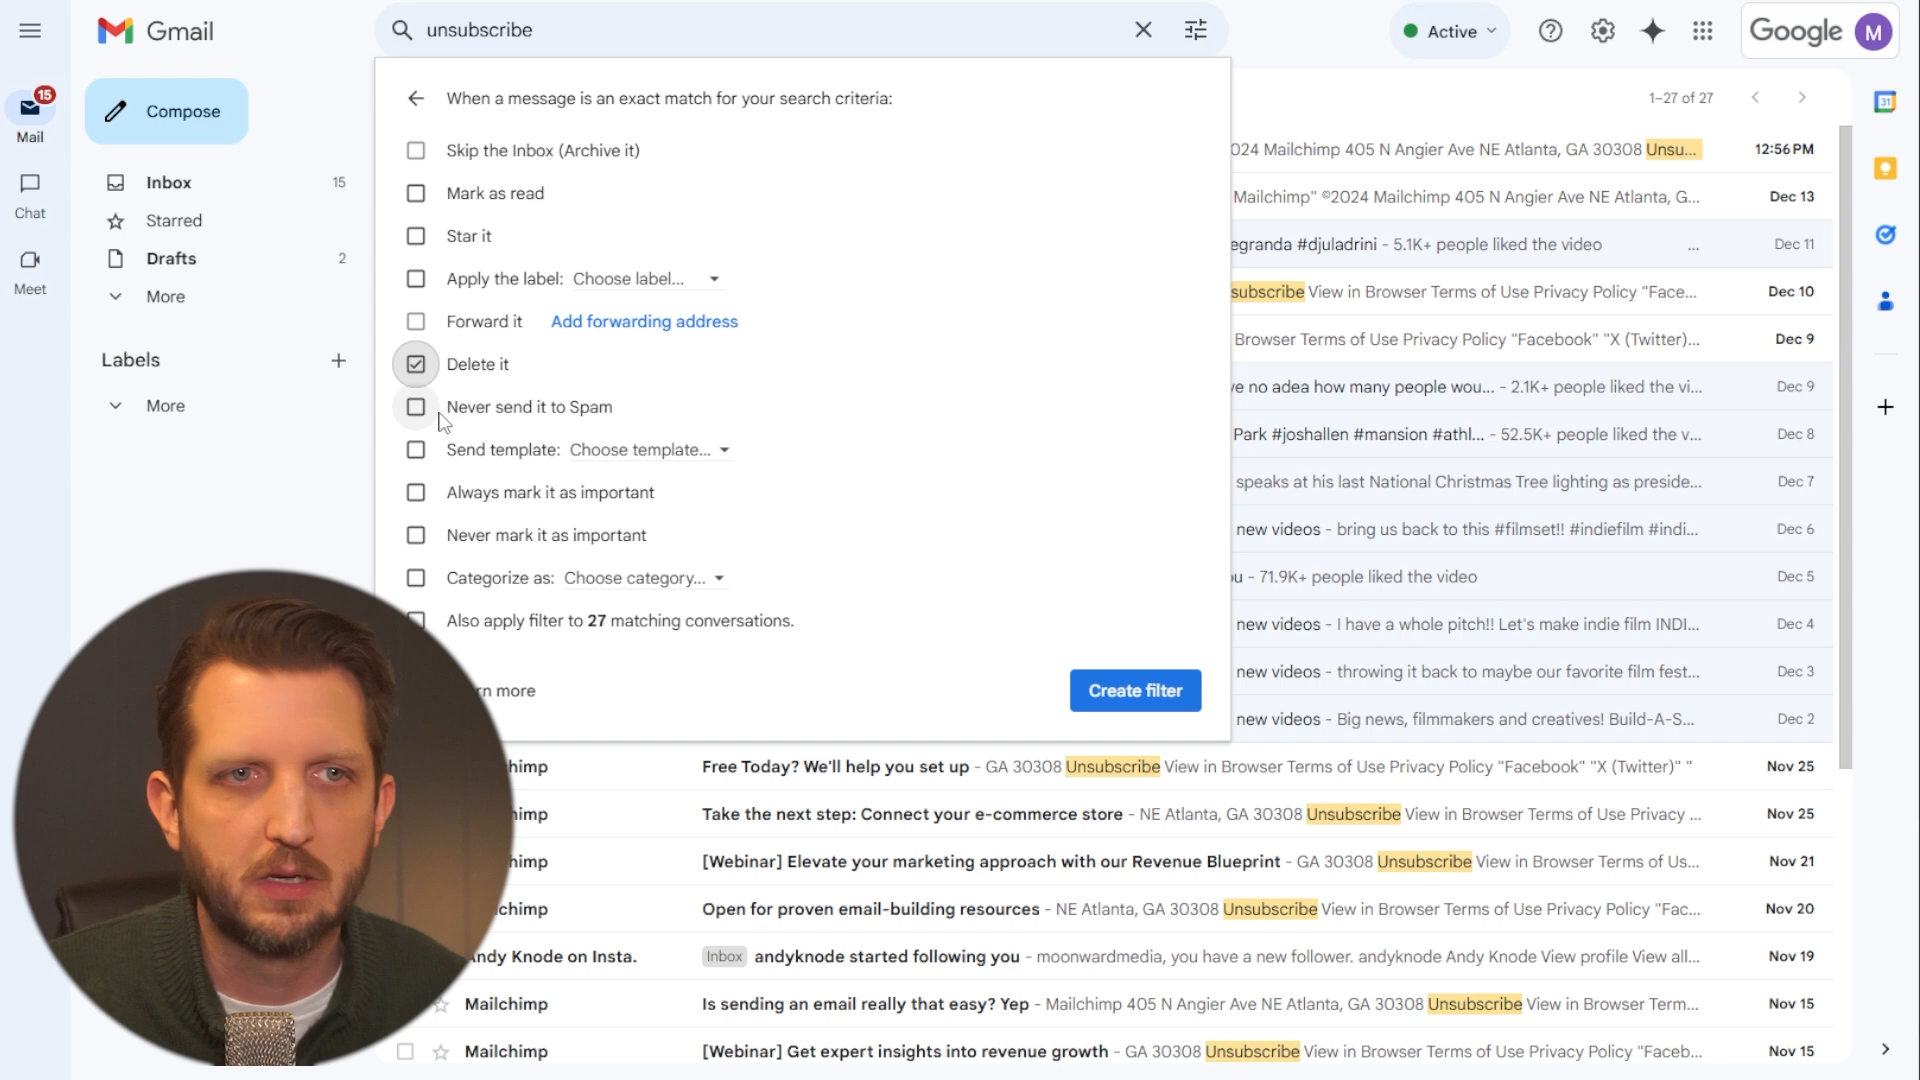 Gmail
unsubscribe
Active
Google
M
15
Mail
Chat
Meet
Compose
Inbox 15
Starred
Drafts 2
More
Labels
More
When a message is an exact match for your search criteria:
Skip the Inbox (Archive it)
Mark as read
Star it
Apply the label: Choose label...
Forward it Add forwarding address
Delete it
Never send it to Spam
Send template: Choose template...
Always mark it as important
Never mark it as important
Categorize as: Choose category...
Also apply filter to 27 matching conversations.
rn more
Create filter
1–27 of 27
31
024 Mailchimp 405 N Angier Ave NE Atlanta, GA 30308 Unsu... 12:56 PM
Mailchimp" ©2024 Mailchimp 405 N Angier Ave NE Atlanta, G... Dec 13
egranda #djuladrini - 5.1K+ people liked the video ... Dec 11
subscribe View in Browser Terms of Use Privacy Policy "Face... Dec 10
Browser Terms of Use Privacy Policy "Facebook" "X (Twitter)... Dec 9
ve no adea how many people wou... - 2.1K+ people liked the vi... Dec 9
Park #joshallen #mansion #athl... - 52.5K+ people liked the v... Dec 8
speaks at his last National Christmas Tree lighting as preside... Dec 7
new videos - bring us back to this #filmset!! #indiefilm #indi... Dec 6
ou - 71.9K+ people liked the video Dec 5
new videos - I have a whole pitch!! Let's make indie film INDI... Dec 4
new videos - throwing it back to maybe our favorite film fest... Dec 3
new videos - Big news, filmmakers and creatives! Build-A-S... Dec 2
himp Free Today? We'll help you set up - GA 30308 Unsubscribe View in Browser Terms of Use Privacy Policy "Facebook" "X (Twitter)" " Nov 25
himp Take the next step: Connect your e-commerce store - NE Atlanta, GA 30308 Unsubscribe View in Browser Terms of Use Privacy ... Nov 25
himp [Webinar] Elevate your marketing approach with our Revenue Blueprint - GA 30308 Unsubscribe View in Browser Terms of Us... Nov 21
chimp Open for proven email-building resources - NE Atlanta, GA 30308 Unsubscribe View in Browser Terms of Use Privacy Policy "Fac... Nov 20
Andy Knode on Insta. Inbox andyknode started following you - moonwardmedia, you have a new follower. andyknode Andy Knode View profile View all... Nov 19
Mailchimp Is sending an email really that easy? Yep - Mailchimp 405 N Angier Ave NE Atlanta, GA 30308 Unsubscribe View in Browser Term... Nov 15
Mailchimp [Webinar] Get expert insights into revenue growth - GA 30308 Unsubscribe View in Browser Terms of Use Privacy Policy "Faceb... Nov 15